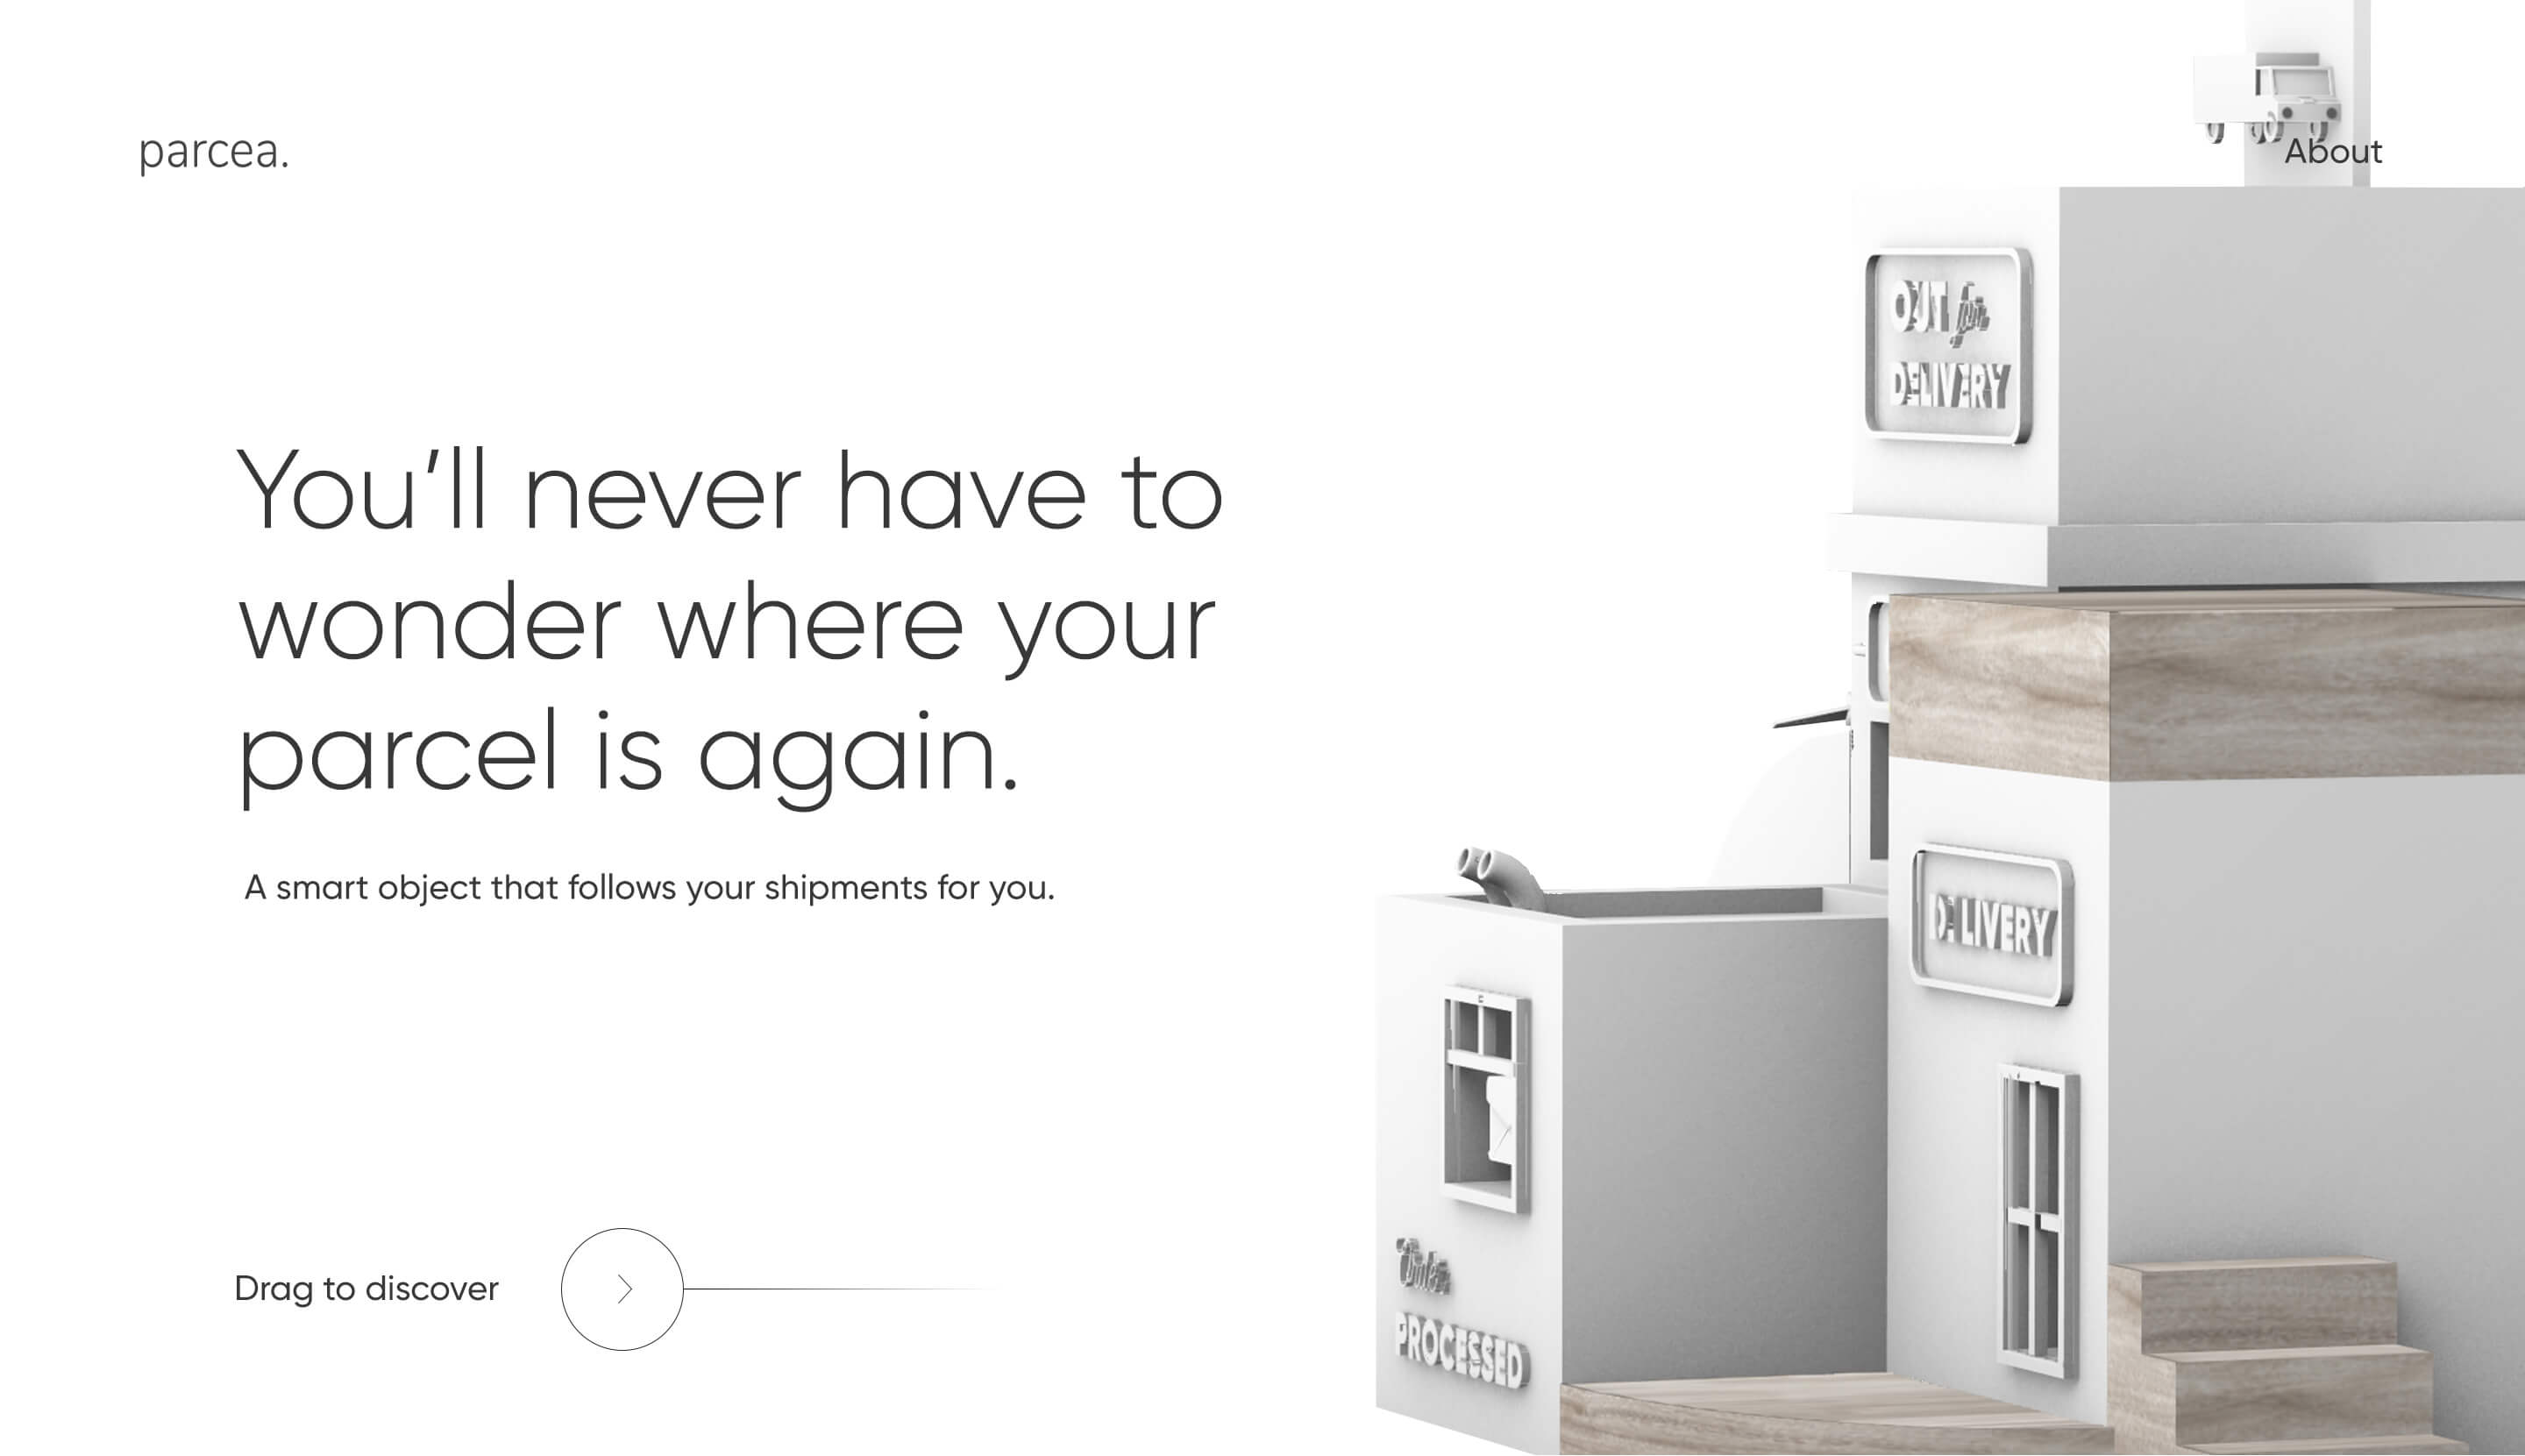 parcea.
About
You’ll never have to
wonder where your
parcel is again.
A smart object that follows your shipments for you.
Drag to discover
OUT for
DELIVERY
DELIVERY
Order
PROCESSED